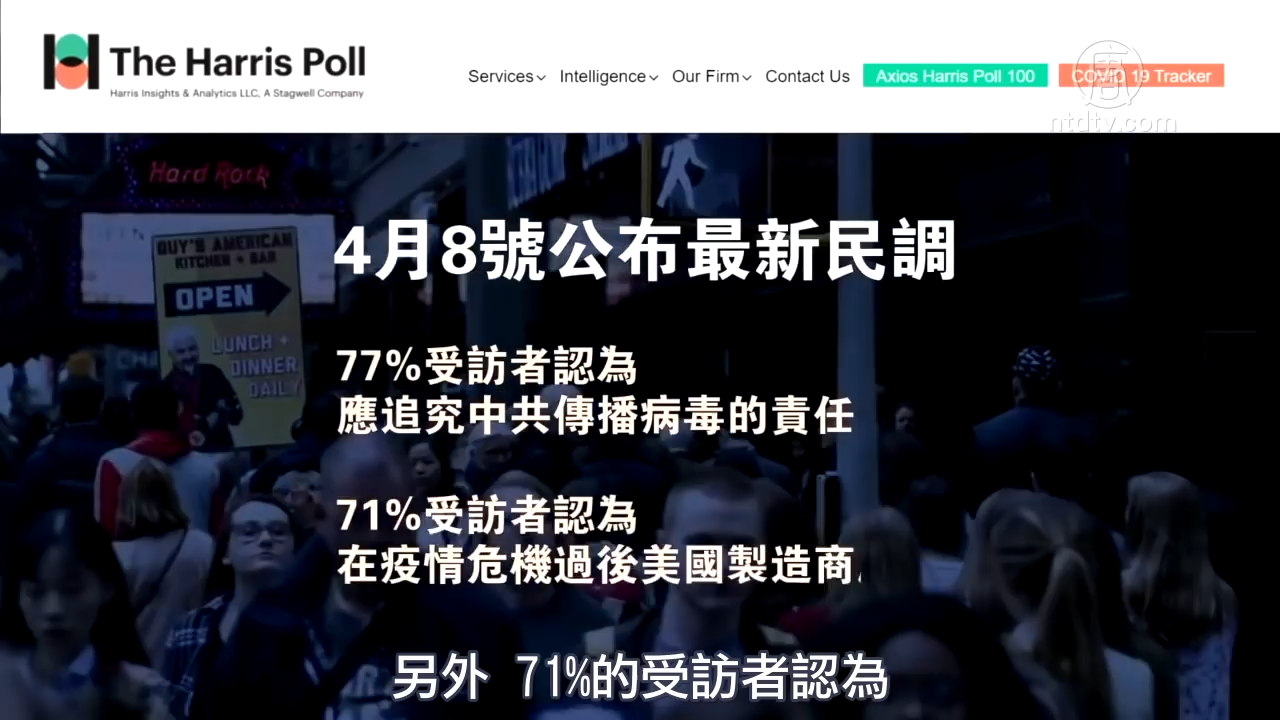 The Harris Poll
Harris Insights & Analytics LLC, A Stagwell Company
Services Intelligence Our Firm Contact Us Axios Harris Poll 100 COVID 19 Tracker
ntdtv.com
Hard Rock
GUY'S AMERICAN
KITCHEN + BAR
OPEN
LUNCH +
DINNER
DAILY
4月8號公布最新民調
77%受訪者認為
應追究中共傳播病毒的責任
71%受訪者認為
在疫情危機過後美國製造商
另外 71%的受訪者認為